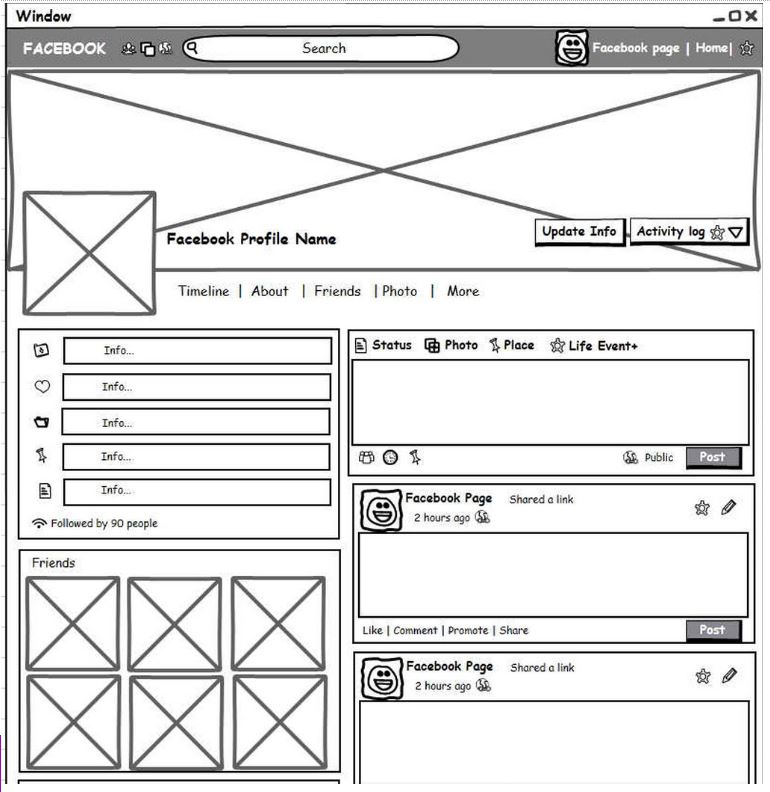 Window
FACEBOOK Search Facebook page | Home|
Facebook Profile Name
Update Info Activity log
Timeline | About | Friends | Photo | More
Info...
Info...
Info...
Info...
Info...
Followed by 90 people
Friends
Status Photo Place Life Event+
Public Post
Facebook Page Shared a link
2 hours ago
Like | Comment | Promote | Share Post
Facebook Page Shared a link
2 hours ago